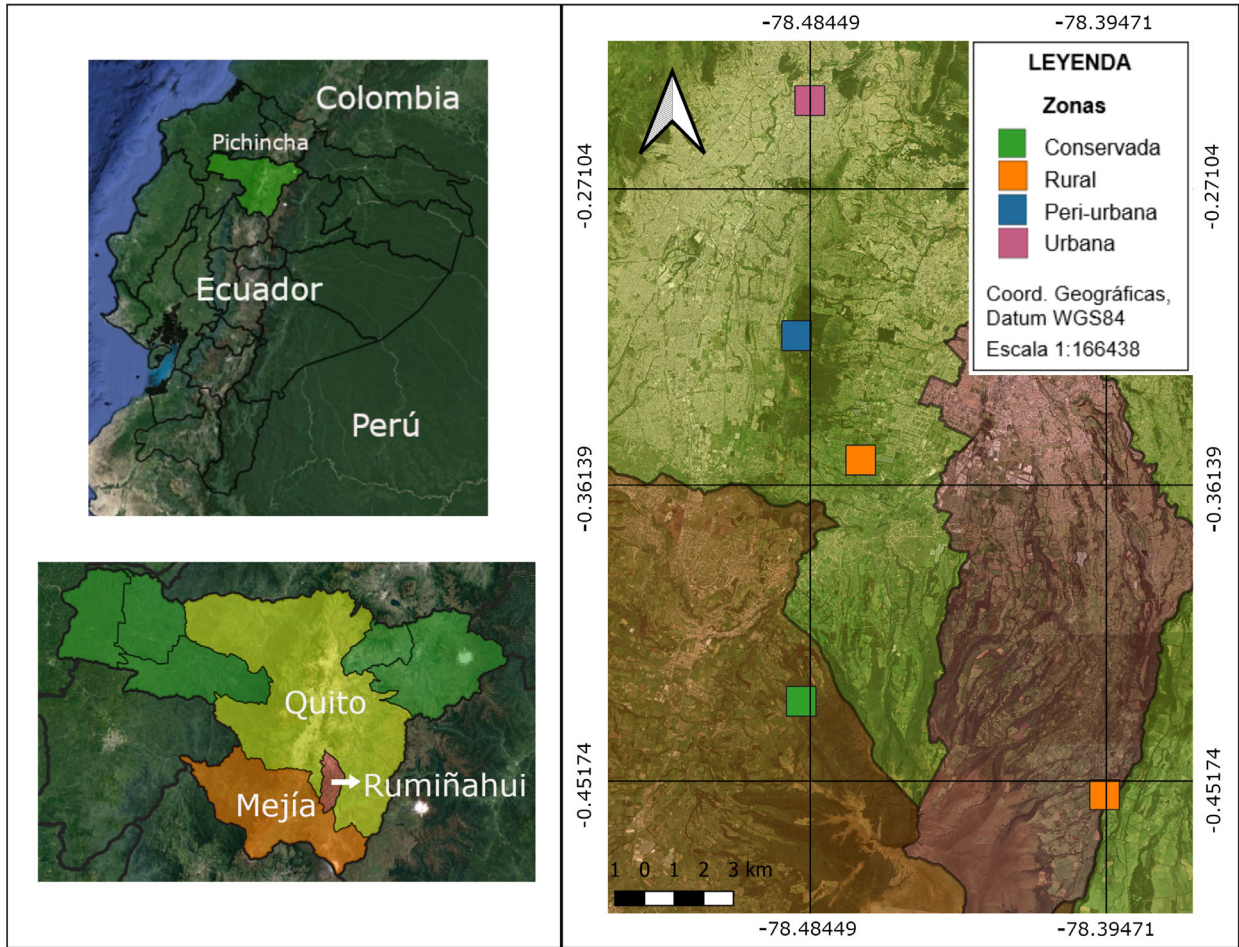 Colombia
Pichincha
Ecuador
Perú
Quito
Rumiñahui
Mejía
-78.48449
-78.39471
LEYENDA
Zonas
Conservada
Rural
Peri-urbana
Urbana
Coord. Geográficas,
Datum WGS84
Escala 1:166438
-0.27104
-0.27104
-0.36139
-0.36139
-0.45174
-0.45174
1 0 1 2 3 km
-78.48449
-78.39471